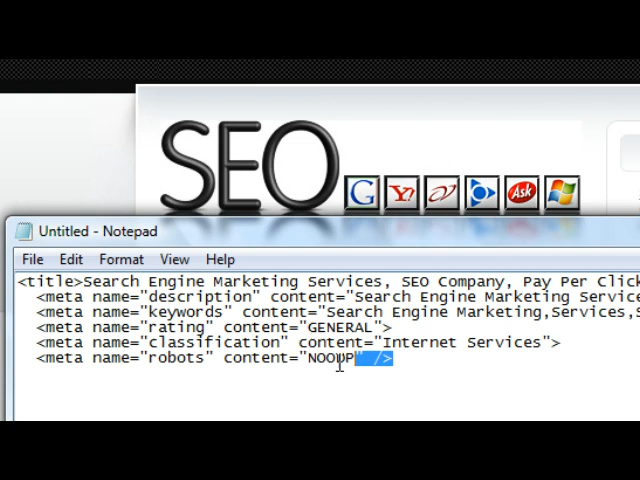 SEO
G Y! Ask
Untitled - Notepad
File Edit Format View Help
<title>Search Engine Marketing Services, SEO Company, Pay Per Click
<meta name="description" content="Search Engine Marketing Service
<meta name="keywords" content="Search Engine Marketing,Services,S
<meta name="rating" content="GENERAL">
<meta name="classification" content="Internet Services">
<meta name="robots" content="NOODP" />